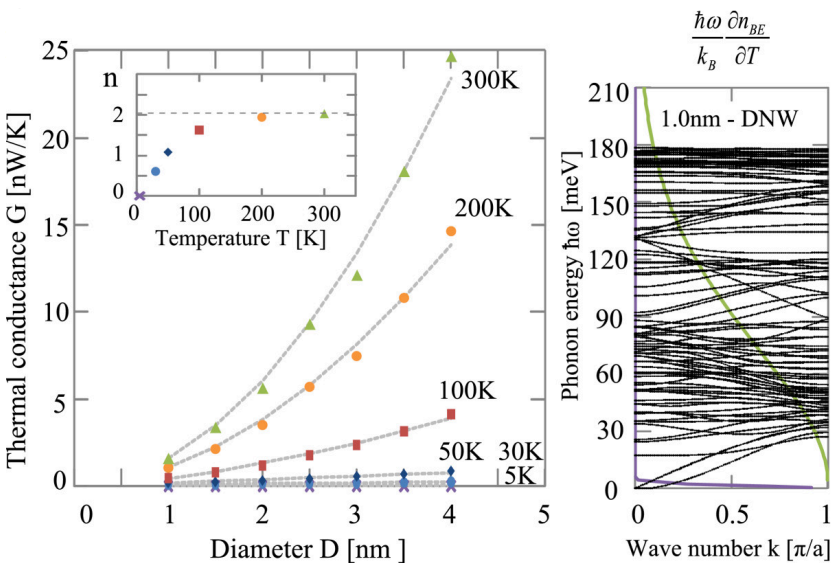 ħω ∂n_BE
k_B ∂T
25
20
15
10
5
0
0
1
2
3
4
5
Thermal conductance G [nW/K]
Diameter D [nm ]
300K
200K
100K
50K
30K
5K
n
2
1
0
0
100
200
300
Temperature T [K]
210
180
150
120
90
60
30
0
Phonon energy ħω [meV]
1.0nm - DNW
0
0.5
1
Wave number k [π/a]